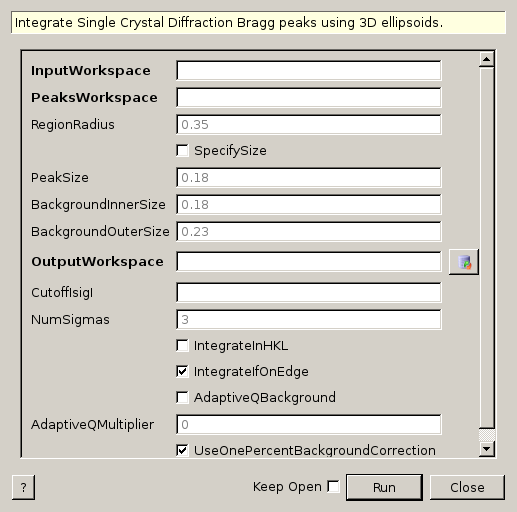 Integrate Single Crystal Diffraction Bragg peaks using 3D ellipsoids.
InputWorkspace
PeaksWorkspace
RegionRadius 0.35
SpecifySize
PeakSize 0.18
BackgroundInnerSize 0.18
BackgroundOuterSize 0.23
OutputWorkspace
CutoffIsigI
NumSigmas 3
IntegrateInHKL
IntegrateIfOnEdge
AdaptiveQBackground
AdaptiveQMultiplier 0
UseOnePercentBackgroundCorrection
? Keep Open Run Close